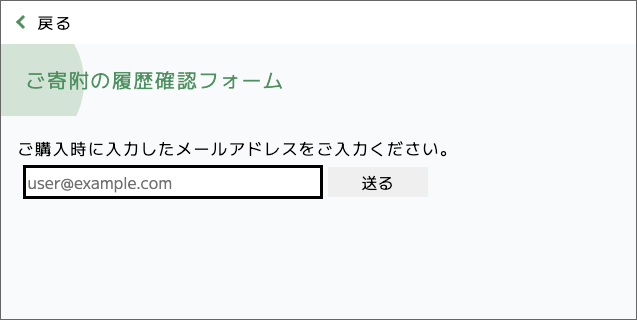 戻る
ご寄附の履歴確認フォーム
ご購入時に入力したメールアドレスをご入力ください。
user@example.com 送る